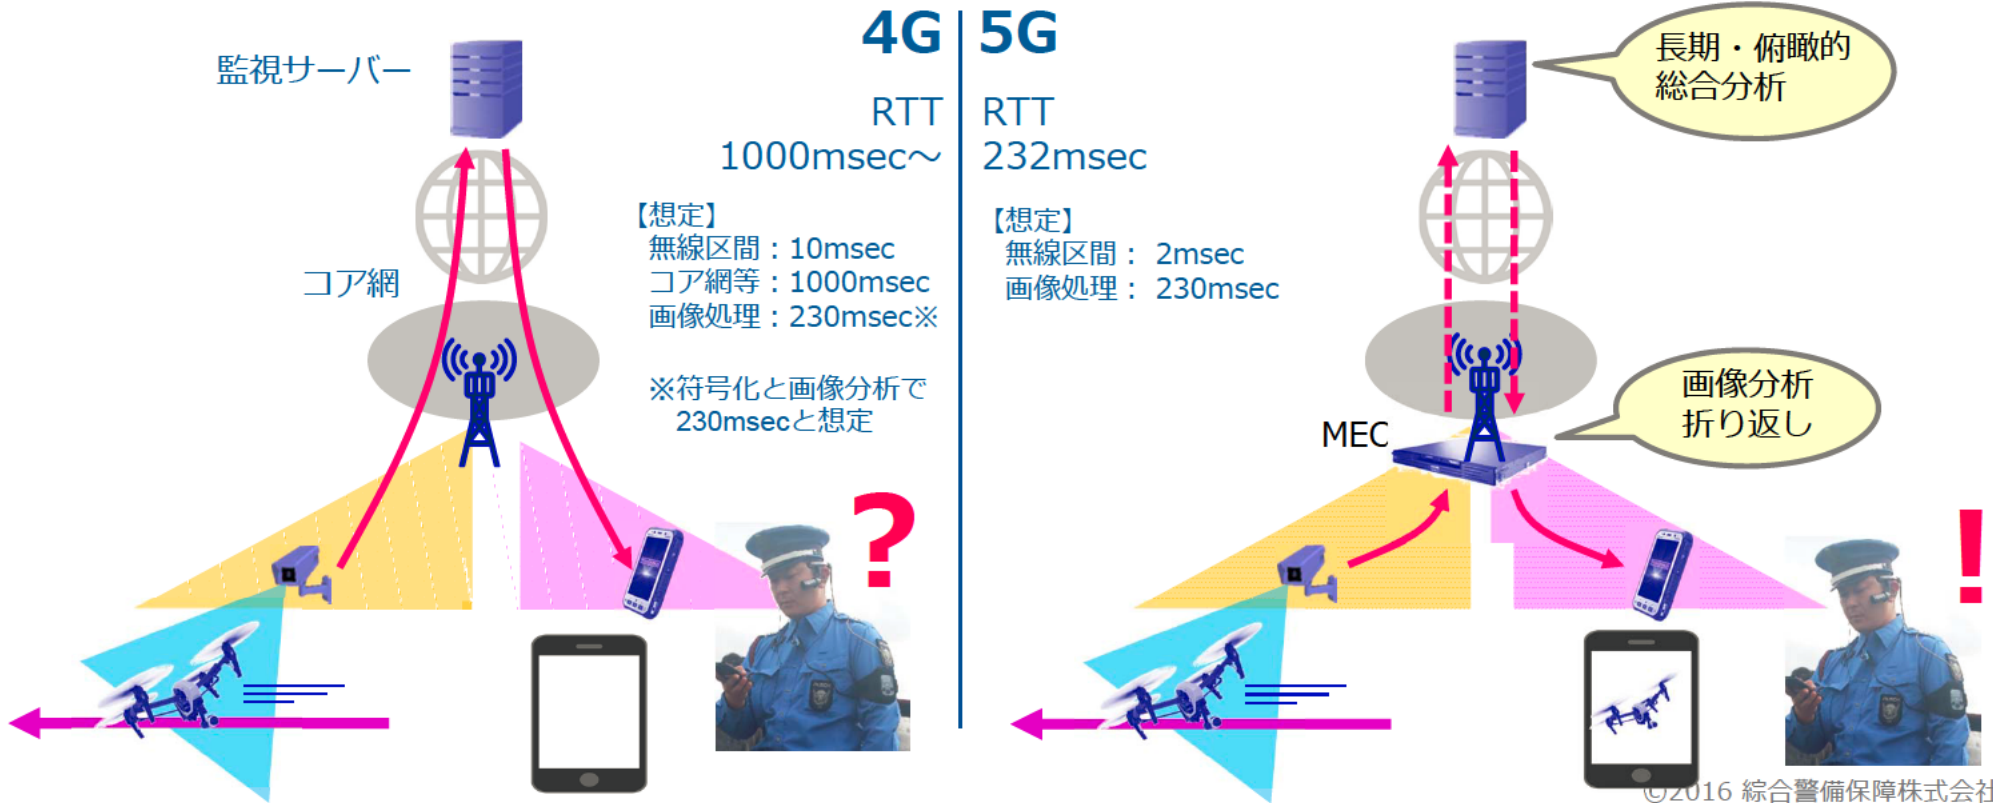 4G
5G
監視サーバー
長期・俯瞰的
総合分析
RTT
1000msec～
RTT
232msec
【想定】
無線区間：10msec
コア網等：1000msec
画像処理：230msec※
【想定】
無線区間： 2msec
画像処理： 230msec
コア網
※符号化と画像分析で
230msecと想定
画像分析
折り返し
MEC
?
!
©2016 綜合警備保障株式会社